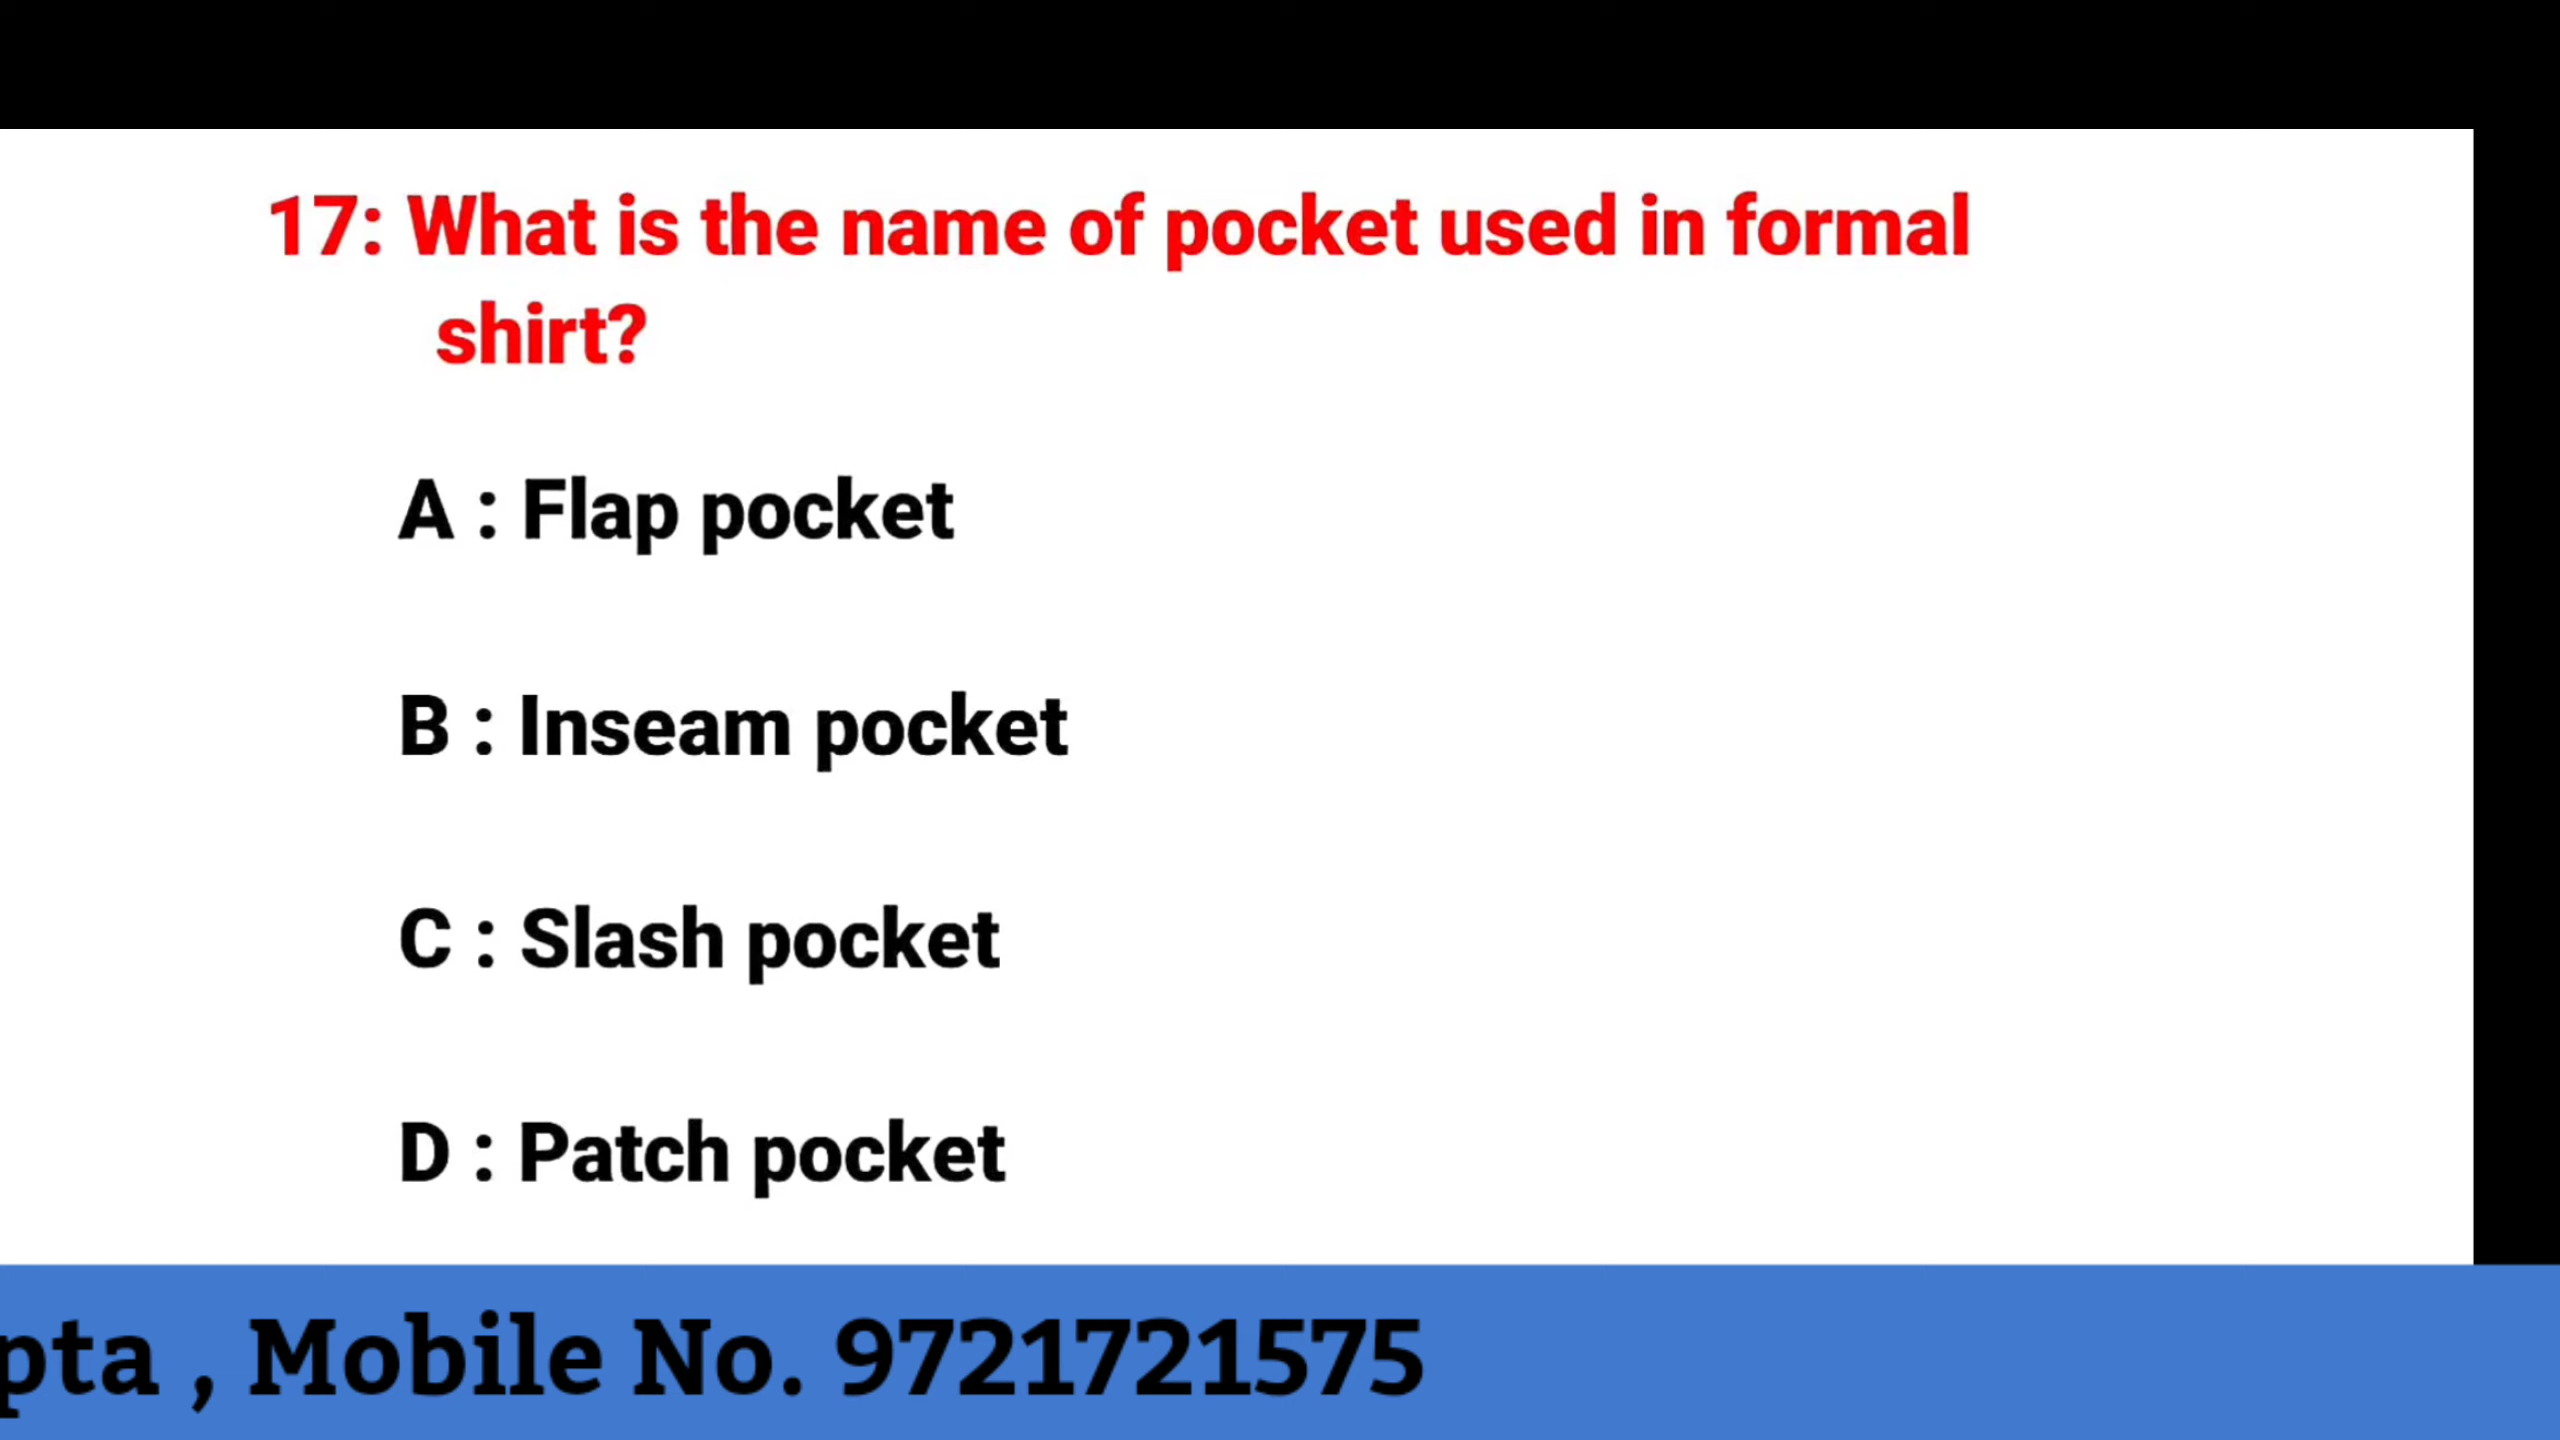 17: What is the name of pocket used in formal
shirt?
A : Flap pocket
B : Inseam pocket
C : Slash pocket
D : Patch pocket
pta , Mobile No. 9721721575